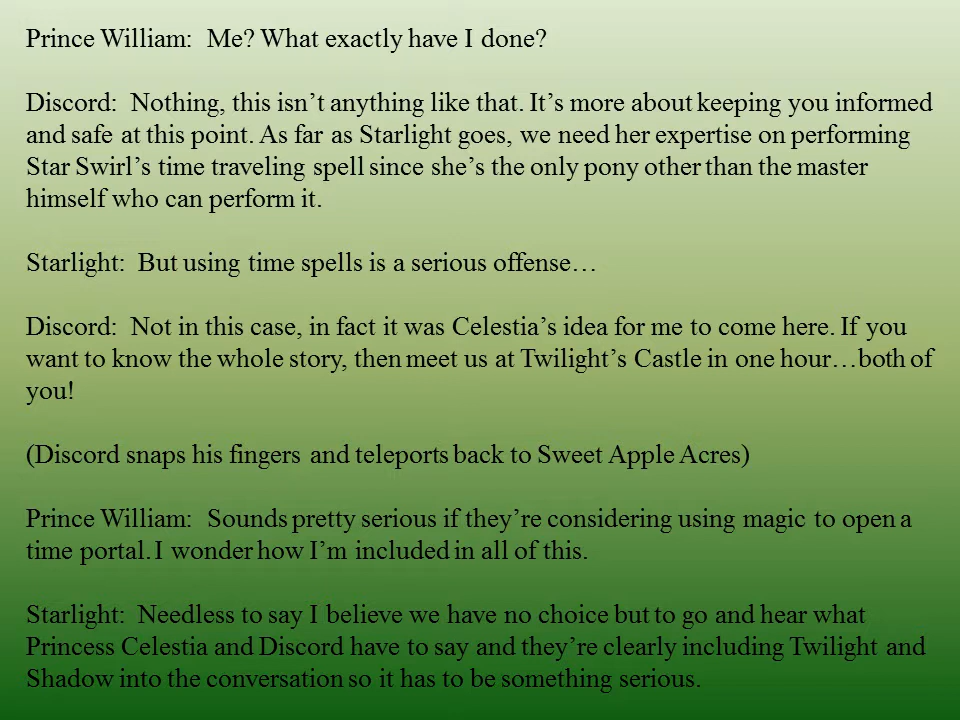 Prince William:  Me? What exactly have I done?
Discord:  Nothing, this isn’t anything like that. It’s more about keeping you informed
and safe at this point. As far as Starlight goes, we need her expertise on performing
Star Swirl’s time traveling spell since she’s the only pony other than the master
himself who can perform it.
Starlight:  But using time spells is a serious offense…
Discord:  Not in this case, in fact it was Celestia’s idea for me to come here. If you
want to know the whole story, then meet us at Twilight’s Castle in one hour…both of
you!
(Discord snaps his fingers and teleports back to Sweet Apple Acres)
Prince William:  Sounds pretty serious if they’re considering using magic to open a
time portal. I wonder how I’m included in all of this.
Starlight:  Needless to say I believe we have no choice but to go and hear what
Princess Celestia and Discord have to say and they’re clearly including Twilight and
Shadow into the conversation so it has to be something serious.